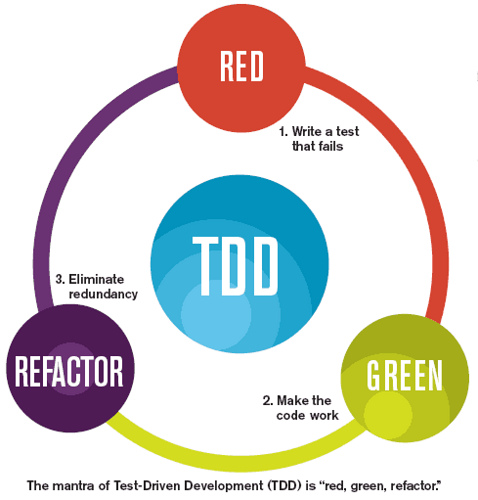 RED
1. Write a test
that fails
TDD
3. Eliminate
redundancy
REFACTOR
GREEN
2. Make the
code work
The mantra of Test-Driven Development (TDD) is “red, green, refactor.”